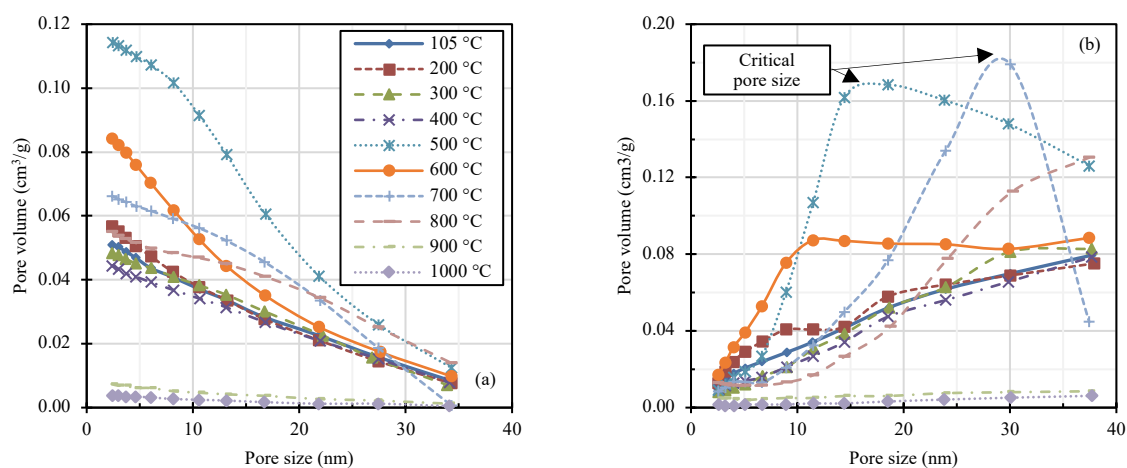 0.12
0.10
0.08
0.06
0.04
0.02
0.00
Pore volume (cm³/g)
105 °C
200 °C
300 °C
400 °C
500 °C
600 °C
700 °C
800 °C
900 °C
1000 °C
(a)
0 10 20 30 40
Pore size (nm)
0.20
0.16
0.12
0.08
0.04
0.00
Pore volume (cm3/g)
(b)
Critical
pore size
0 10 20 30 40
Pore size (nm)